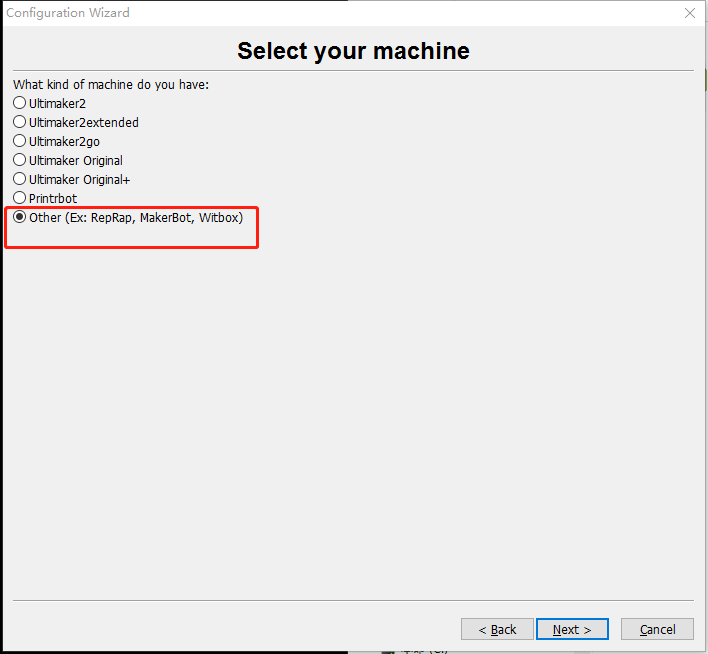 Configuration Wizard
Select your machine
What kind of machine do you have:
Ultimaker2
Ultimaker2extended
Ultimaker2go
Ultimaker Original
Ultimaker Original+
Printrbot
Other (Ex: RepRap, MakerBot, Witbox)
< Back
Next >
Cancel